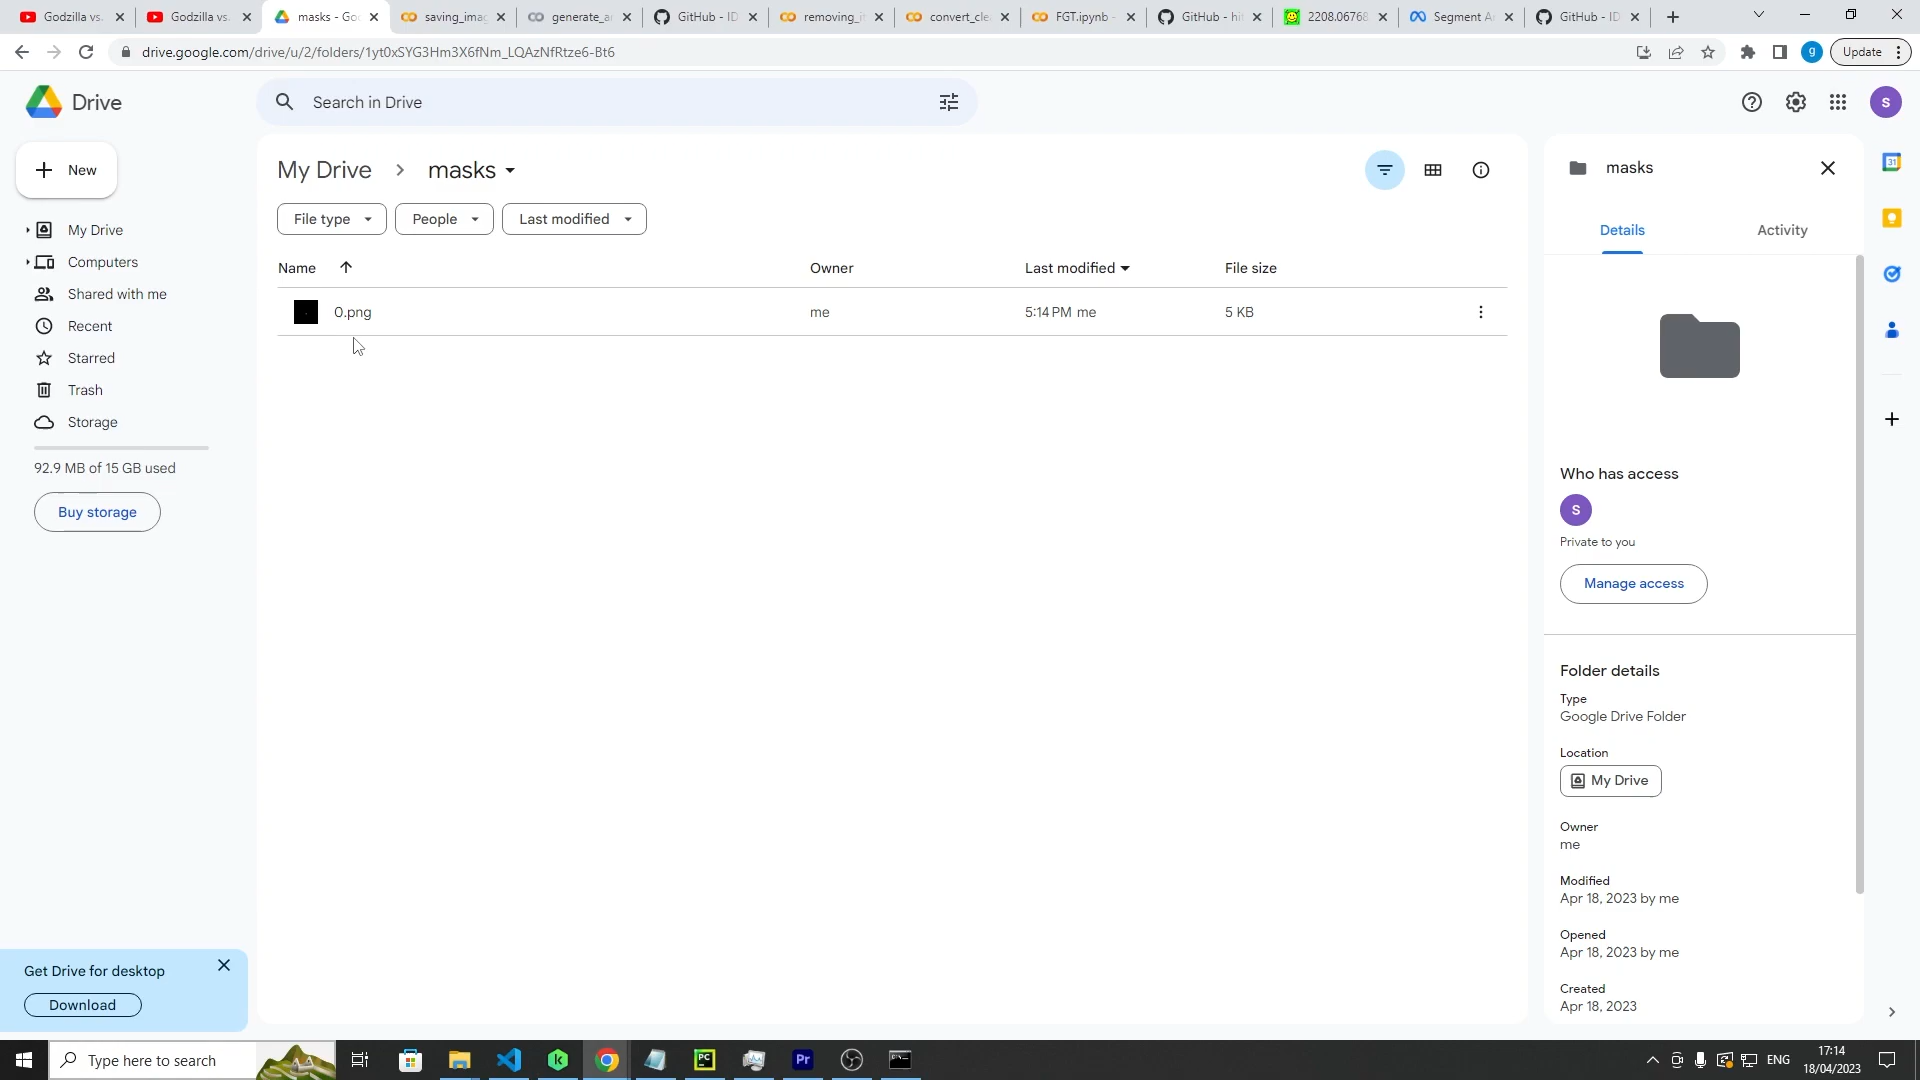 Godzilla vs.
Godzilla vs.
masks - Goo
saving_imag
generate_a
GitHub - ID
removing_i
convert_cle
FGT.ipynb -
GitHub - hi
2208.06768
Segment A
GitHub - ID
drive.google.com/drive/u/2/folders/1yt0xSYG3Hm3X6fNm_LQAzNfRtze6-Bt6
g
Update
Drive
Search in Drive
S
New
My Drive
Computers
Shared with me
Recent
Starred
Trash
Storage
92.9 MB of 15 GB used
Buy storage
Get Drive for desktop
Download
My Drive
masks
File type
People
Last modified
Name
Owner
Last modified
File size
0.png
me
5:14 PM me
5 KB
masks
Details
Activity
Who has access
S
Private to you
Manage access
Folder details
Type
Google Drive Folder
Location
My Drive
Owner
me
Modified
Apr 18, 2023 by me
Opened
Apr 18, 2023 by me
Created
Apr 18, 2023
31
Type here to search
PC
Pr
ENG
17:14
18/04/2023